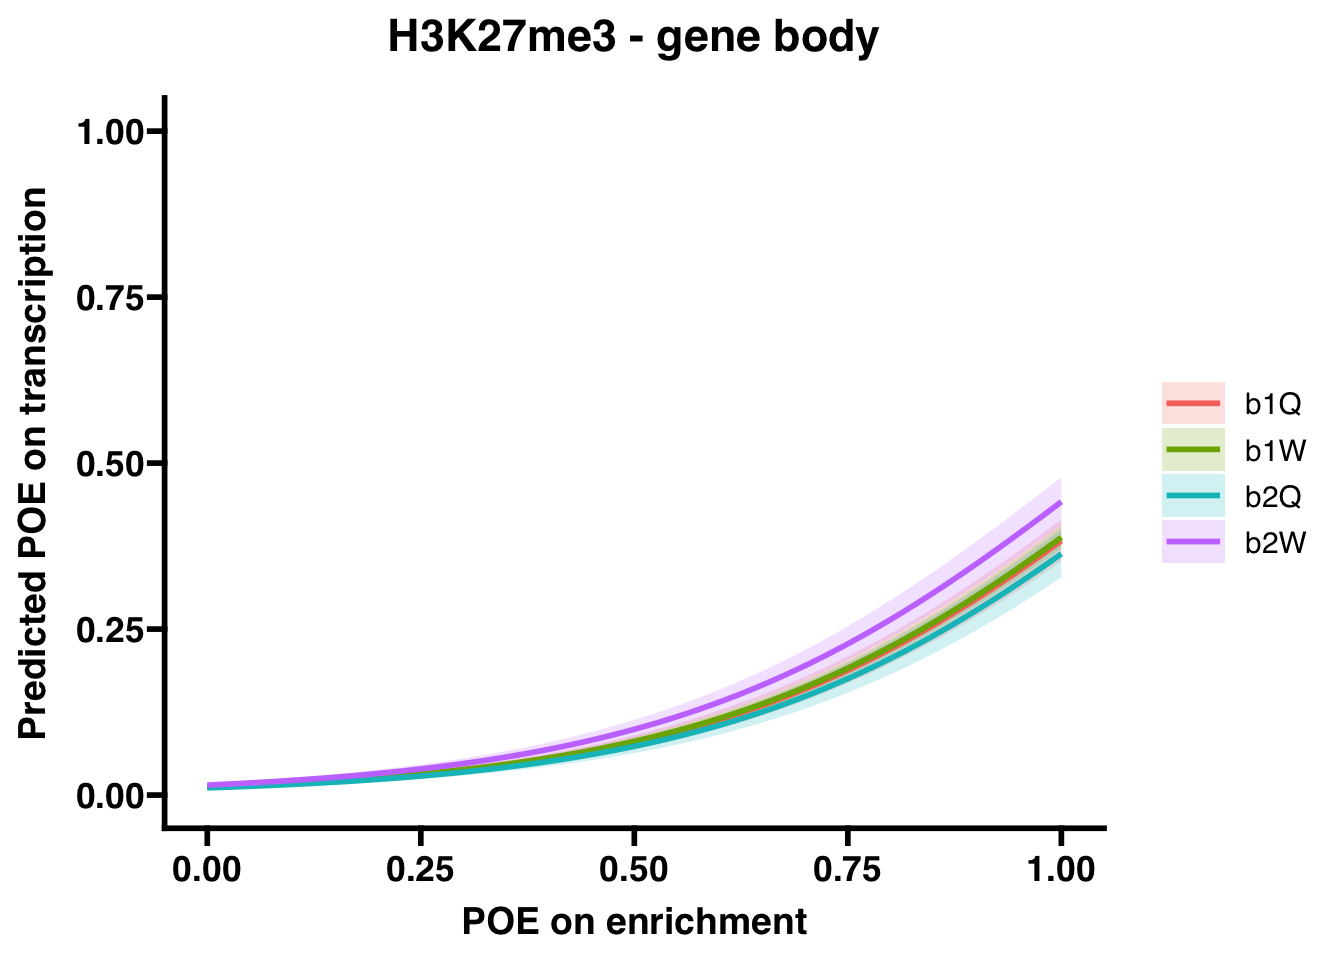 H3K27me3 - gene body
Predicted POE on transcription
1.00
0.75
0.50
0.25
0.00
0.00 0.25 0.50 0.75 1.00
POE on enrichment
b1Q
b1W
b2Q
b2W